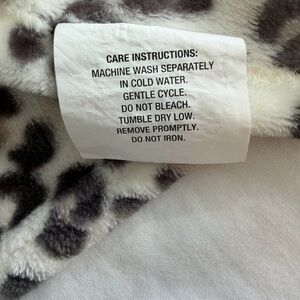 CARE INSTRUCTIONS:
MACHINE WASH SEPARATELY
IN COLD WATER.
GENTLE CYCLE.
DO NOT BLEACH.
TUMBLE DRY LOW.
REMOVE PROMPTLY.
DO NOT IRON.